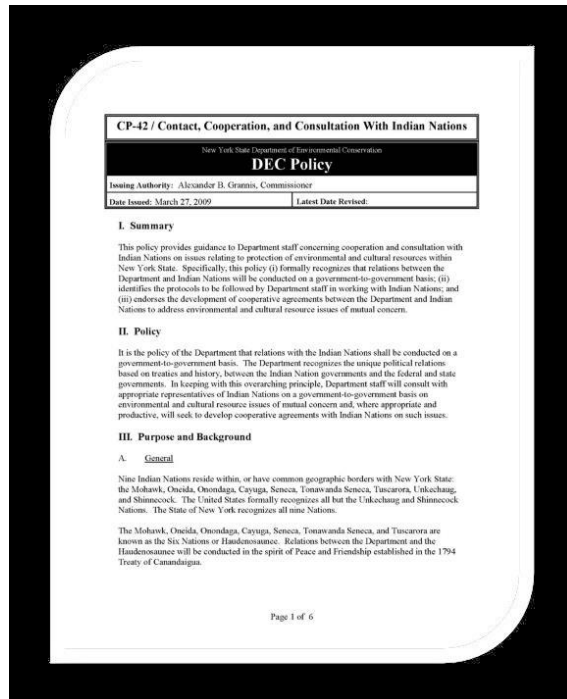 CP-42 / Contact, Cooperation, and Consultation With Indian Nations
New York State Department of Environmental Conservation
DEC Policy
Issuing Authority: Alexander B. Grannis, Commissioner
Date Issued: March 27, 2009 Latest Date Revised:
I. Summary
This policy provides guidance to Department staff concerning cooperation and consultation with
Indian Nations on issues relating to protection of environmental and cultural resources within
New York State. Specifically, this policy (i) formally recognizes that relations between the
Department and Indian Nations will be conducted on a government-to-government basis; (ii)
identifies the protocols to be followed by Department staff in working with Indian Nations; and
(iii) endorses the development of cooperative agreements between the Department and Indian
Nations to address environmental and cultural resource issues of mutual concern.
II. Policy
It is the policy of the Department that relations with the Indian Nations shall be conducted on a
government-to-government basis. The Department recognizes the unique political relations
based on treaties and history, between the Indian Nation governments and the federal and state
governments. In keeping with this overarching principle, Department staff will consult with
appropriate representatives of Indian Nations on a government-to-government basis on
environmental and cultural resource issues of mutual concern and, where appropriate and
productive, will seek to develop cooperative agreements with Indian Nations on such issues.
III. Purpose and Background
A. General
Nine Indian Nations reside within, or have common geographic borders with New York State:
the Mohawk, Oneida, Onondaga, Cayuga, Seneca, Tonawanda Seneca, Tuscarora, Unkechaug,
and Shinnecock. The United States formally recognizes all but the Unkechaug and Shinnecock
Nations. The State of New York recognizes all nine Nations.
The Mohawk, Oneida, Onondaga, Cayuga, Seneca, Tonawanda Seneca, and Tuscarora are
known as the Six Nations or Haudenosaunee. Relations between the Department and the
Haudenosaunee will be conducted in the spirit of Peace and Friendship established in the 1794
Treaty of Canandaigua.
Page 1 of 6